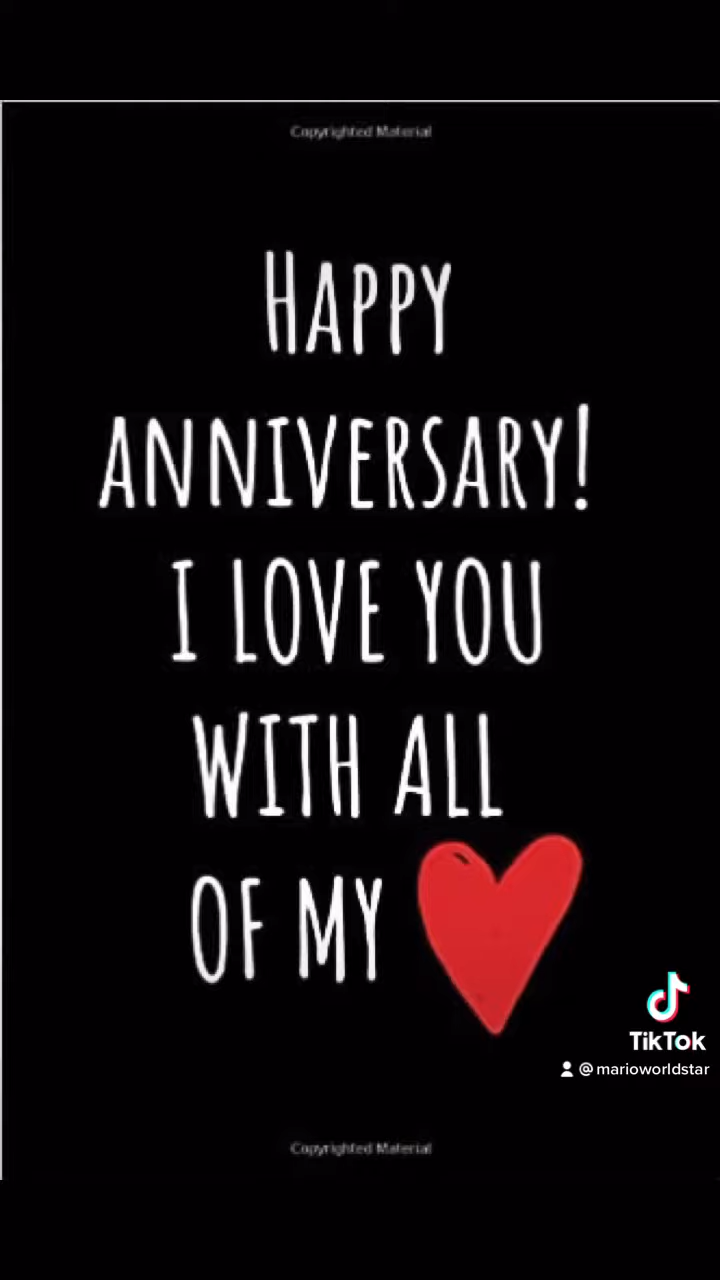 Copyrighted Material
HAPPY
ANNIVERSARY!
I LOVE YOU
WITH ALL
OF MY
TikTok
@marioworldstar
Copyrighted Material